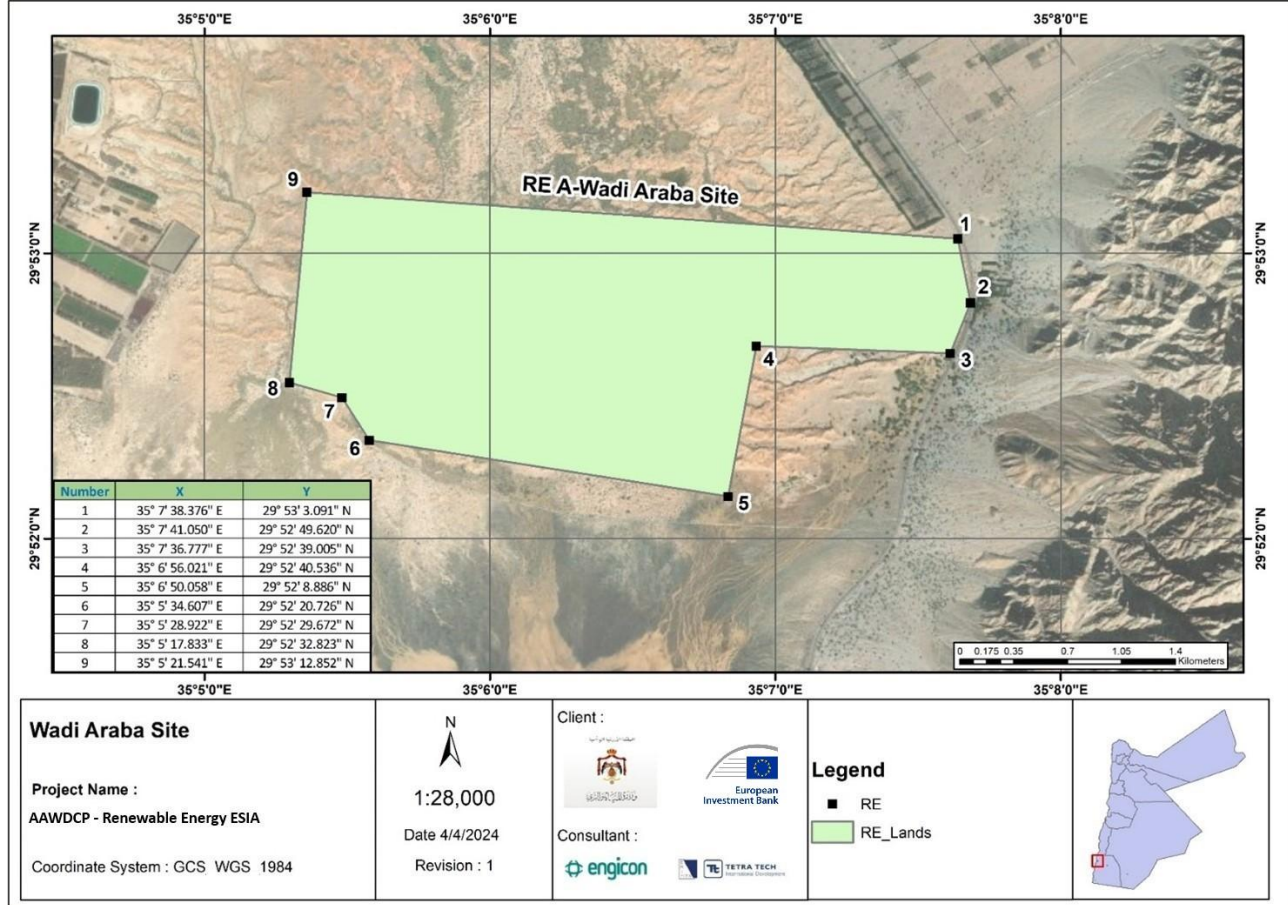 35°5'0"E 35°6'0"E 35°7'0"E 35°8'0"E
9
RE A-Wadi Araba Site
1
29°53'0"N 29°53'0"N
2
4 3
8
7
6
5
29°52'0"N 29°52'0"N
Number X Y
1 35° 7' 38.376" E 29° 53' 3.091" N
2 35° 7' 41.050" E 29° 52' 49.620" N
3 35° 7' 36.777" E 29° 52' 39.005" N
4 35° 6' 56.021" E 29° 52' 40.536" N
5 35° 6' 50.058" E 29° 52' 8.886" N
6 35° 5' 34.607" E 29° 52' 20.726" N
7 35° 5' 28.922" E 29° 52' 29.672" N
8 35° 5' 17.833" E 29° 52' 32.823" N
9 35° 5' 21.541" E 29° 53' 12.852" N
0 0.175 0.35 0.7 1.05 1.4
Kilometers
35°5'0"E 35°6'0"E 35°7'0"E 35°8'0"E
Wadi Araba Site
Project Name :
AAWDCP - Renewable Energy ESIA
Coordinate System : GCS WGS 1984
N
1:28,000
Date 4/4/2024
Revision : 1
Client :
European
Investment Bank
Consultant :
engicon
Tt TETRA TECH
International Development
Legend
RE
RE_Lands